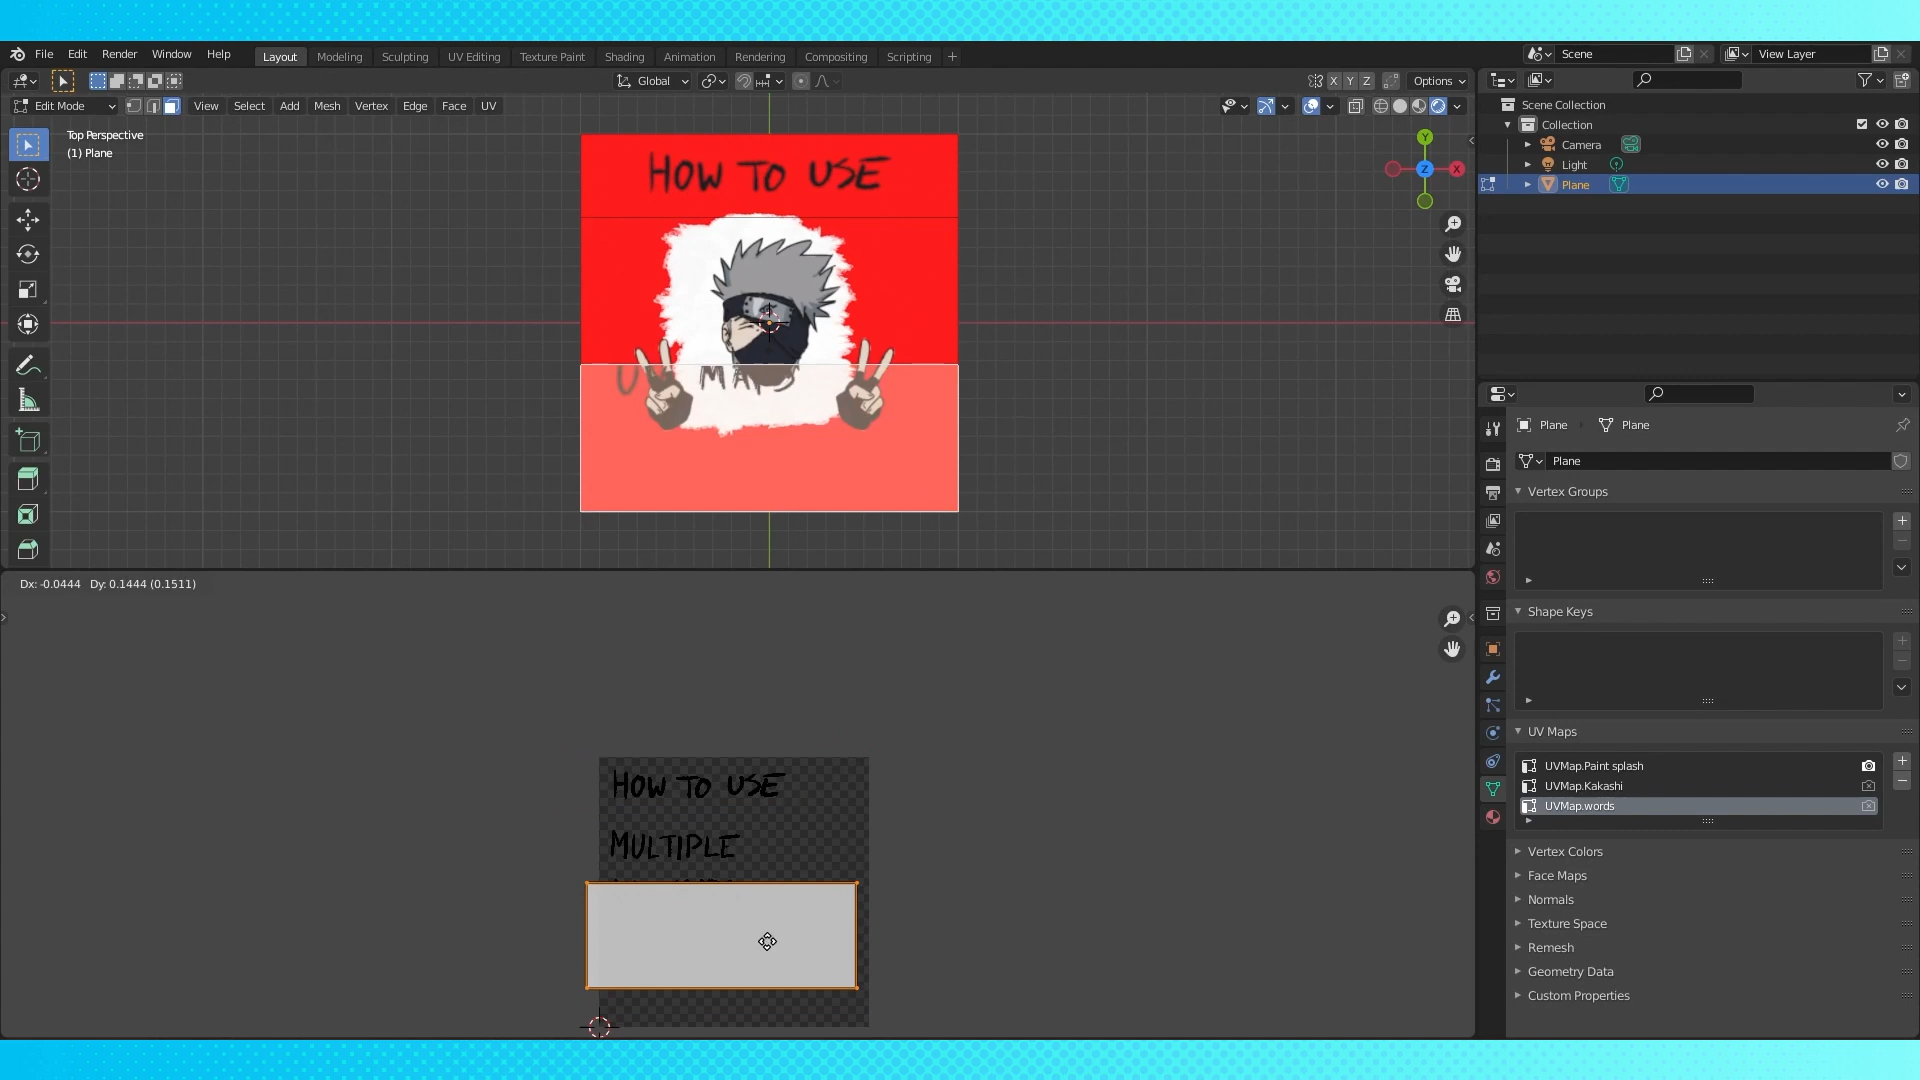 File Edit Render Window Help Layout Modeling Sculpting UV Editing Texture Paint Shading Animation Rendering Compositing Scripting + Scene View Layer
Global X Y Z Options
Edit Mode View Select Add Mesh Vertex Edge Face UV
Scene Collection
Collection
Camera
Light
Plane
Top Perspective
(1) Plane
Y
Z
X
HOW TO USE
U MAPS
Plane Plane
Plane
Vertex Groups
Shape Keys
UV Maps
UVMap.Paint splash
UVMap.Kakashi
UVMap.words
Vertex Colors
Face Maps
Normals
Texture Space
Remesh
Geometry Data
Custom Properties
Dx: -0.0444 Dy: 0.1444 (0.1511)
HOW TO USE
MULTIPLE